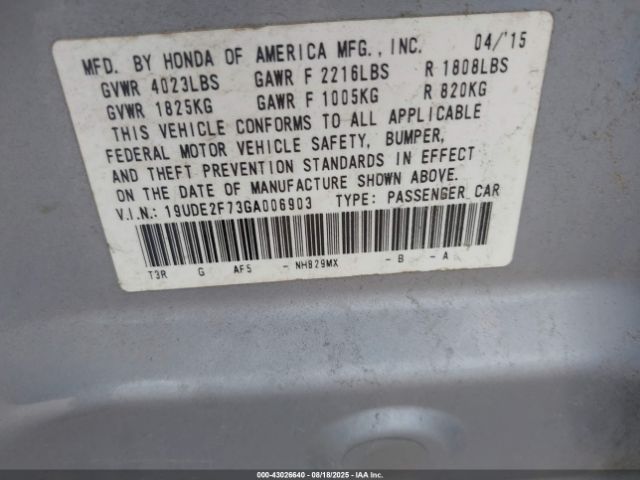 MFD. BY HONDA OF AMERICA MFG., INC. 04/'15
GVWR 4023LBS GAWR F 2216LBS R 1808LBS
GVWR 1825KG GAWR F 1005KG R 820KG
THIS VEHICLE CONFORMS TO ALL APPLICABLE
FEDERAL MOTOR VEHICLE SAFETY, BUMPER,
AND THEFT PREVENTION STANDARDS IN EFFECT
ON THE DATE OF MANUFACTURE SHOWN ABOVE.
V.I.N.: 19UDE2F73GA006903 TYPE: PASSENGER CAR
T3R G AF5 - NH829MX - B - A
000-43026640 - 08/18/2025 - IAAI.COM